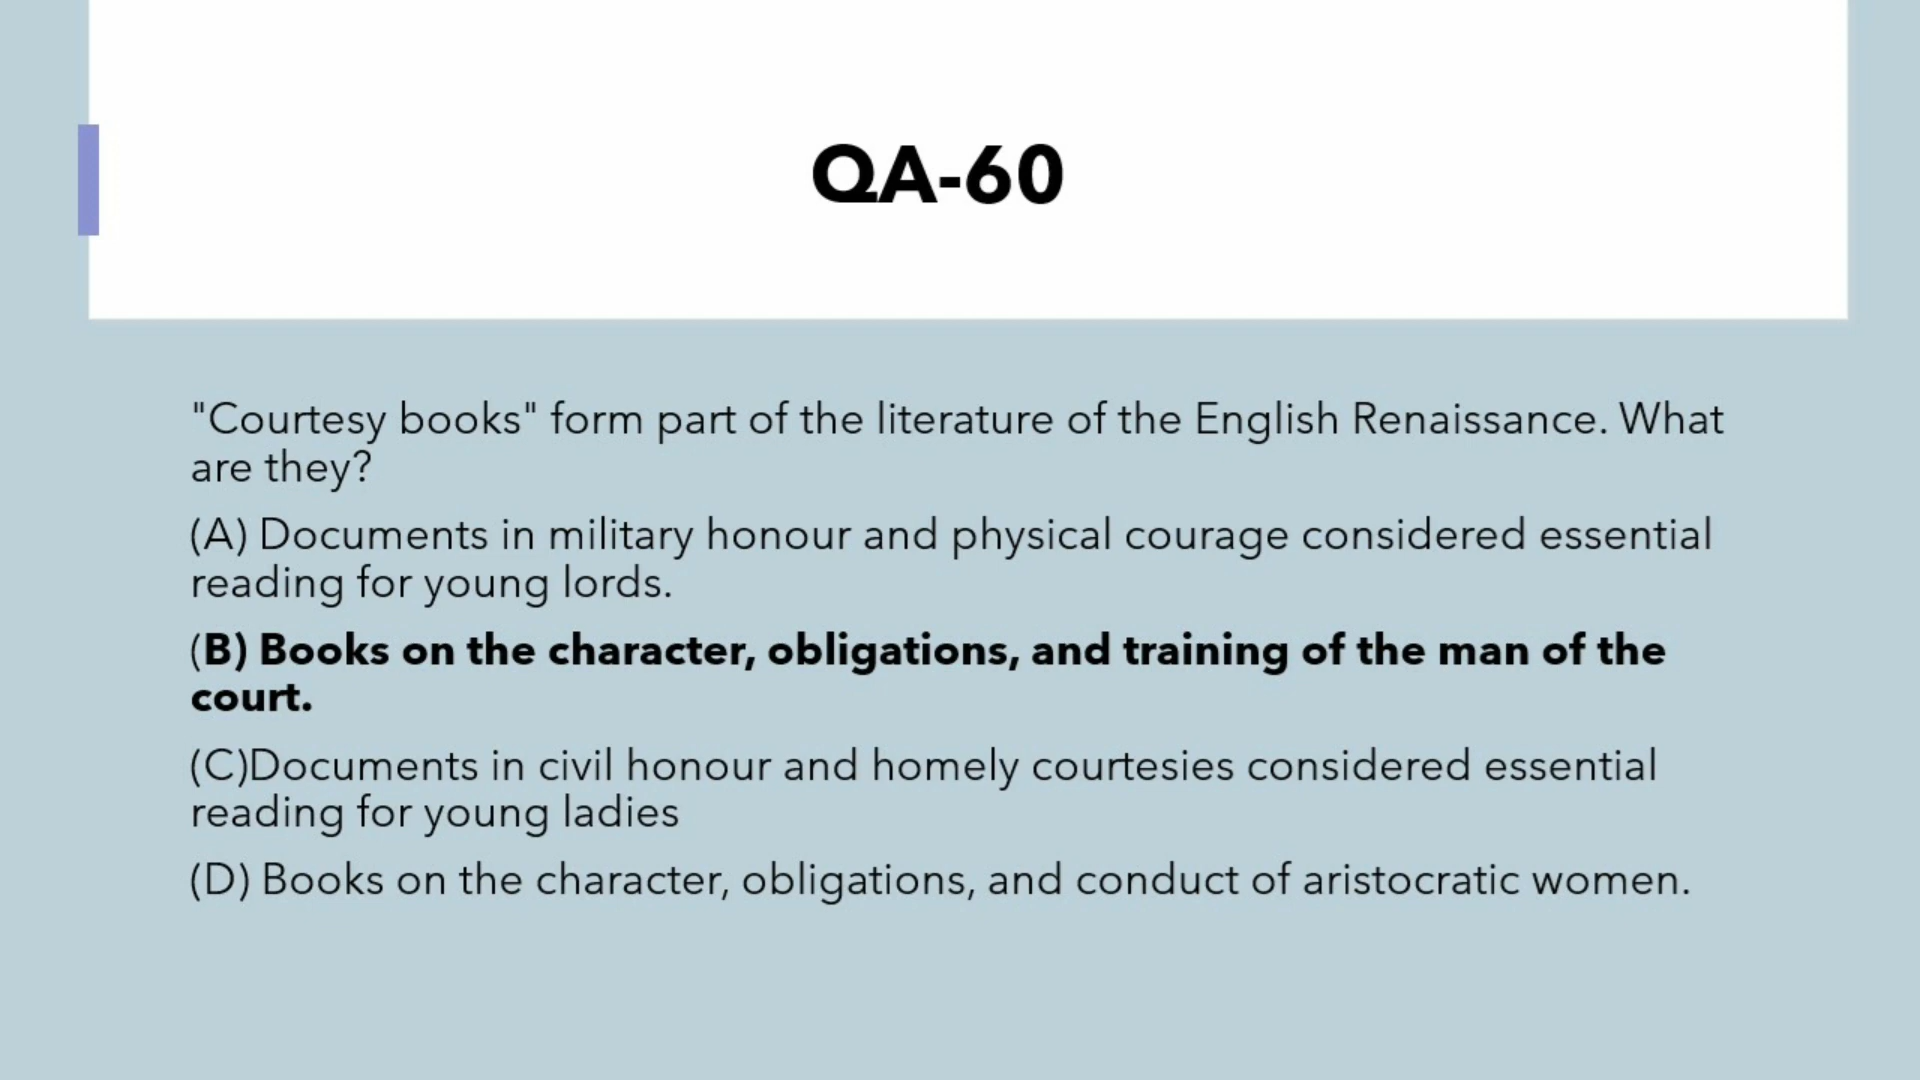 QA-60
"Courtesy books" form part of the literature of the English Renaissance. What
are they?
(A) Documents in military honour and physical courage considered essential
reading for young lords.
(B) Books on the character, obligations, and training of the man of the
court.
(C)Documents in civil honour and homely courtesies considered essential
reading for young ladies
(D) Books on the character, obligations, and conduct of aristocratic women.